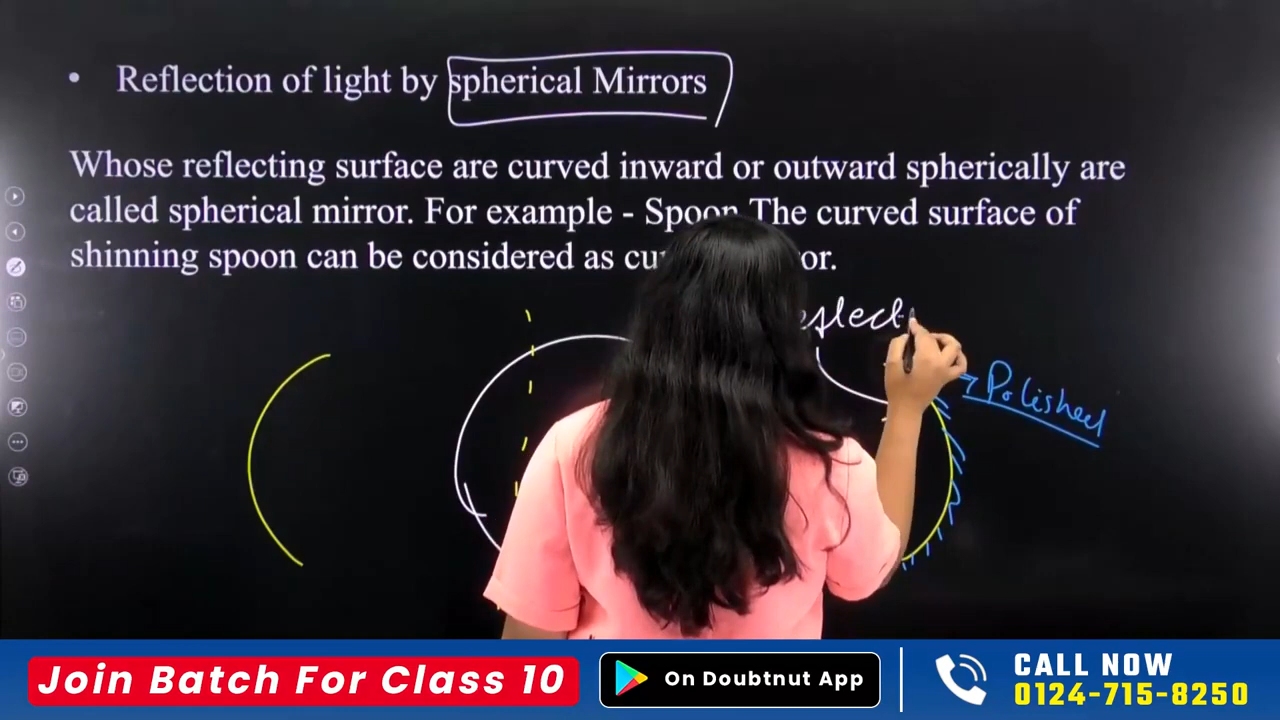 • Reflection of light by spherical Mirrors
Whose reflecting surface are curved inward or outward spherically are
called spherical mirror. For example - Spoon The curved surface of
shinning spoon can be considered as or.
eflect
Polished
Join Batch For Class 10
On Doubtnut App
CALL NOW
0124-715-8250